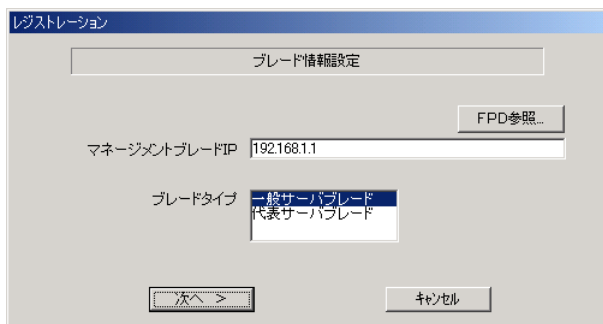 レジストレーション
ブレード情報設定
FPD参照...
マネージメントブレードIP 192.168.1.1
ブレードタイプ 一般サーバブレード
代表サーバブレード
次へ > キャンセル